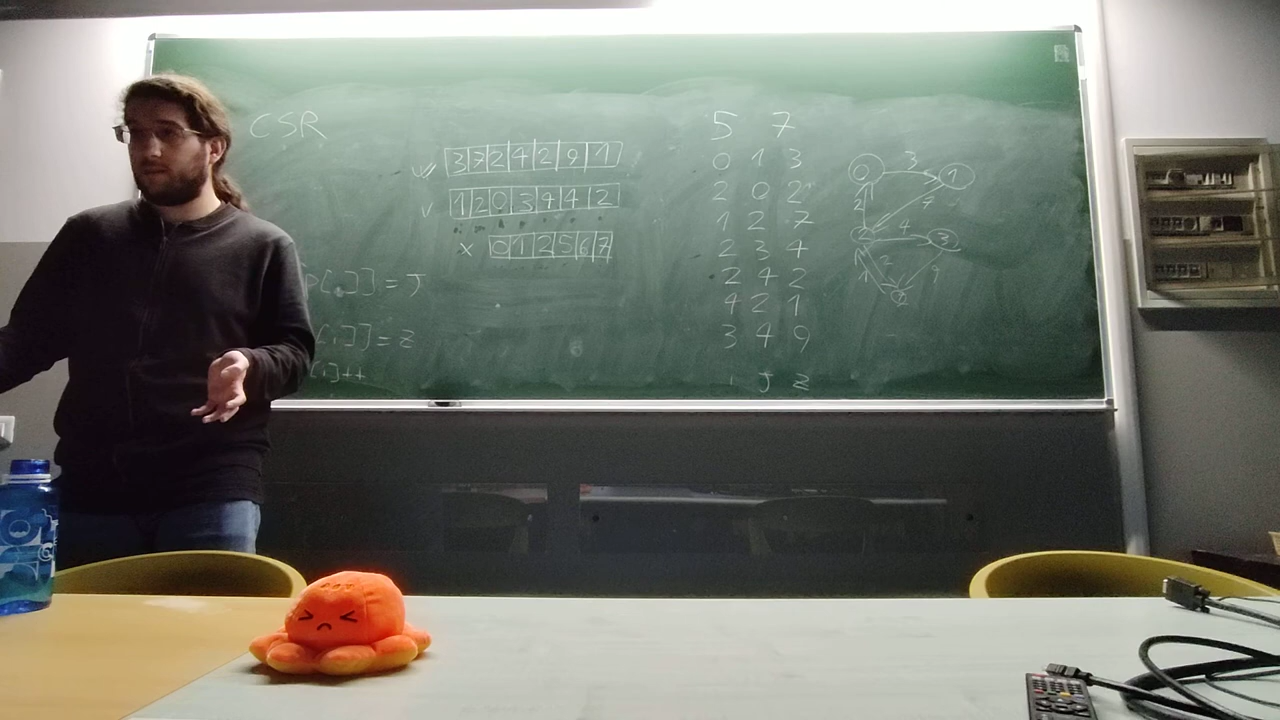 CSR
w 3 7 2 4 2 9 1
v 1 2 0 3 4 4 2
x 0 1 2 5 6 7
[i]] = J
[i]] = z
[i]++
5 7
0 1 3
2 0 2
1 2 7
2 3 4
2 4 2
4 2 1
3 4 9
i J z
0 3 1
2 7
2 4 3
1 2 9